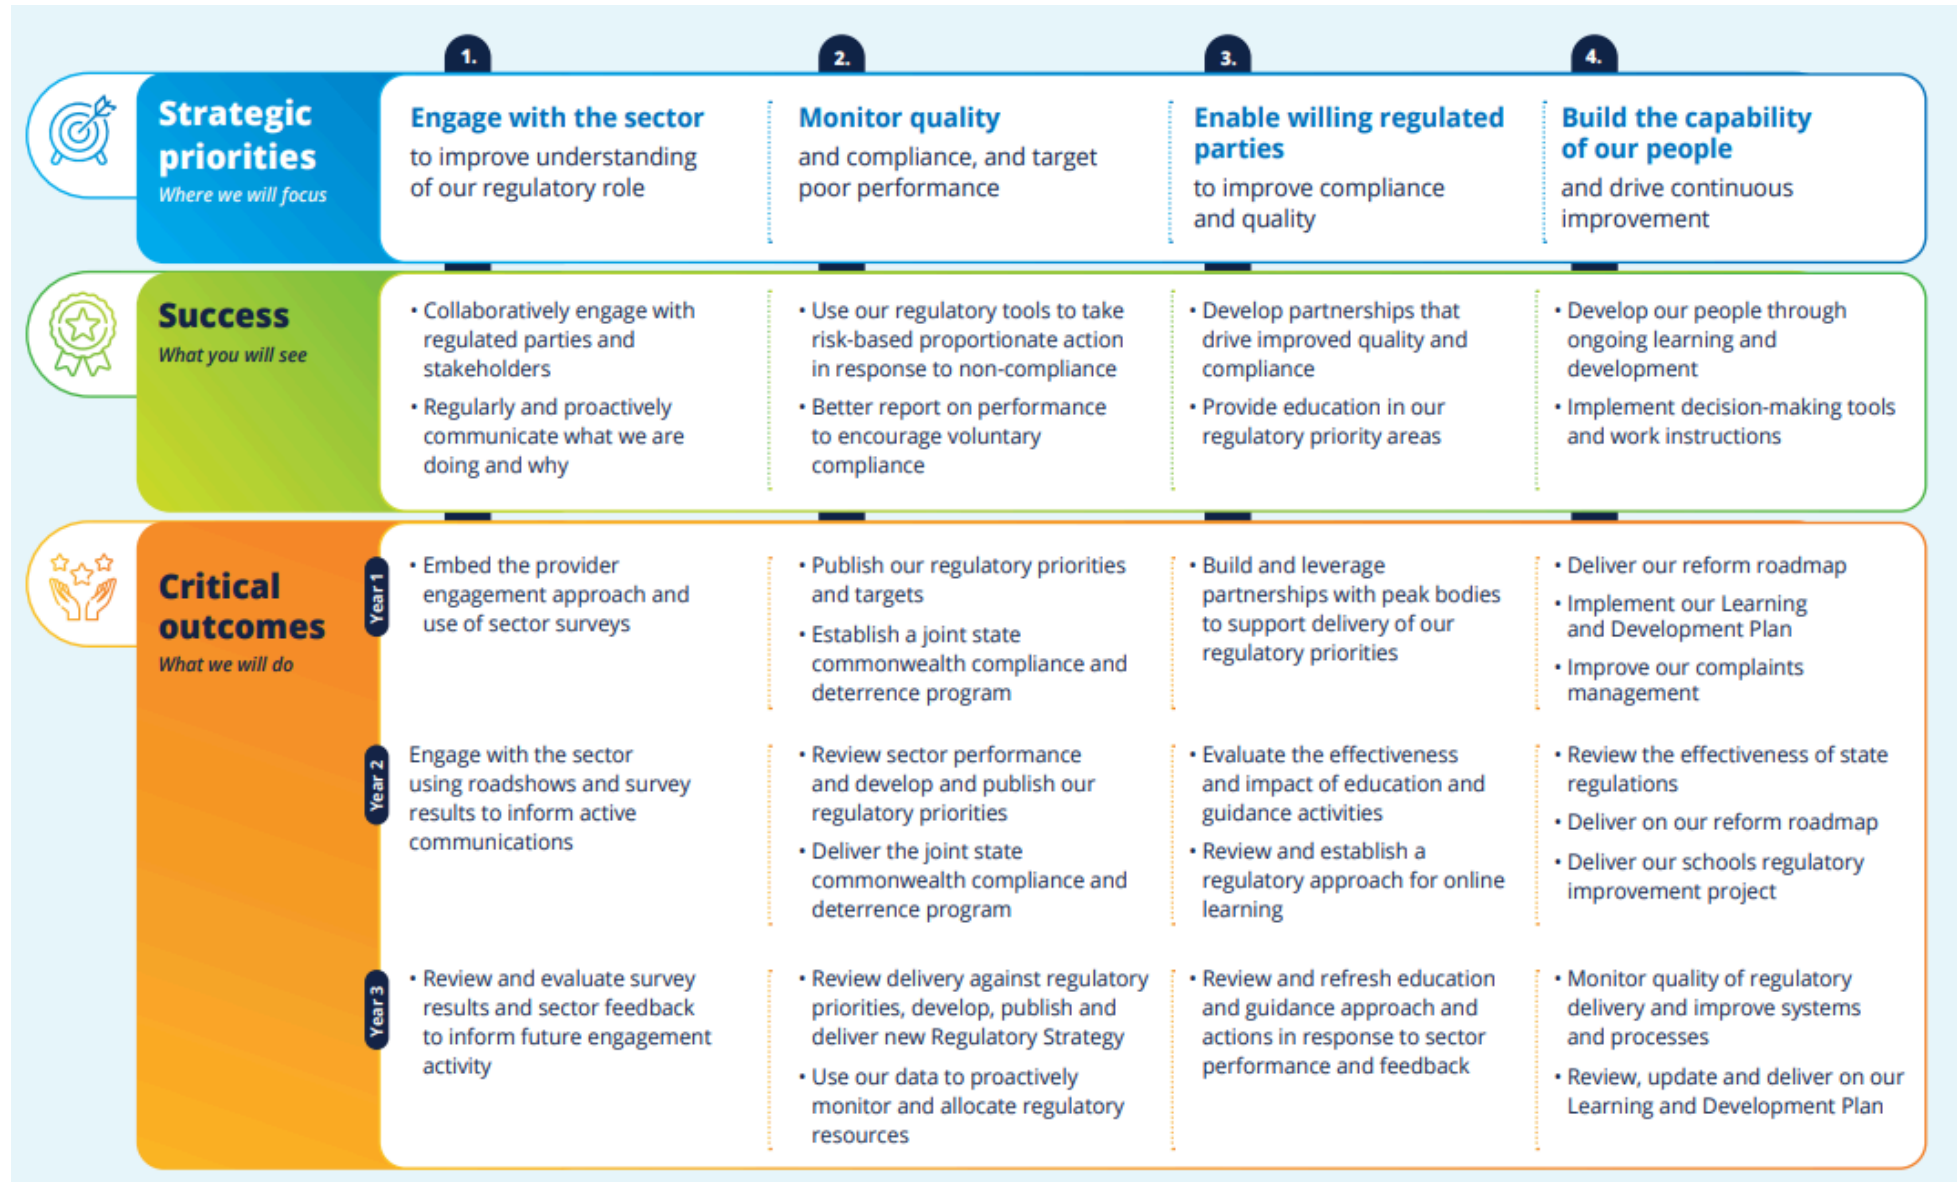 1.
2.
3.
4.
Strategic
priorities
Where we will focus
Engage with the sector
to improve understanding
of our regulatory role
Monitor quality
and compliance, and target
poor performance
Enable willing regulated
parties
to improve compliance
and quality
Build the capability
of our people
and drive continuous
improvement
Success
What you will see
• Collaboratively engage with
regulated parties and
stakeholders
• Regularly and proactively
communicate what we are
doing and why
• Use our regulatory tools to take
risk-based proportionate action
in response to non-compliance
• Better report on performance
to encourage voluntary
compliance
• Develop partnerships that
drive improved quality and
compliance
• Provide education in our
regulatory priority areas
• Develop our people through
ongoing learning and
development
• Implement decision-making tools
and work instructions
Critical
outcomes
What we will do
Year 1
• Embed the provider
engagement approach and
use of sector surveys
• Publish our regulatory priorities
and targets
• Establish a joint state
commonwealth compliance and
deterrence program
• Build and leverage
partnerships with peak bodies
to support delivery of our
regulatory priorities
• Deliver our reform roadmap
• Implement our Learning
and Development Plan
• Improve our complaints
management
Year 2
Engage with the sector
using roadshows and survey
results to inform active
communications
• Review sector performance
and develop and publish our
regulatory priorities
• Deliver the joint state
commonwealth compliance and
deterrence program
• Evaluate the effectiveness
and impact of education and
guidance activities
• Review and establish a
regulatory approach for online
learning
• Review the effectiveness of state
regulations
• Deliver on our reform roadmap
• Deliver our schools regulatory
improvement project
Year 3
• Review and evaluate survey
results and sector feedback
to inform future engagement
activity
• Review delivery against regulatory
priorities, develop, publish and
deliver new Regulatory Strategy
• Use our data to proactively
monitor and allocate regulatory
resources
• Review and refresh education
and guidance approach and
actions in response to sector
performance and feedback
• Monitor quality of regulatory
delivery and improve systems
and processes
• Review, update and deliver on our
Learning and Development Plan